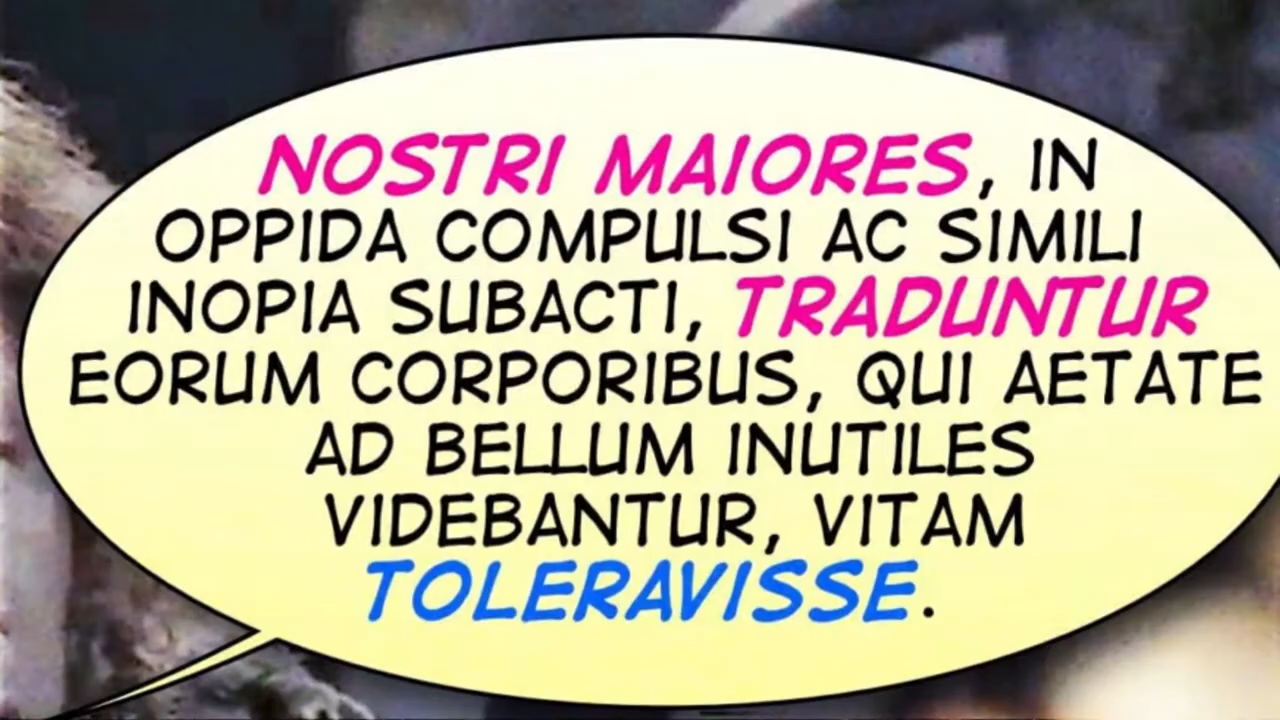 NOSTRI MAIORES, IN
OPPIDA COMPULSI AC SIMILI
INOPIA SUBACTI, TRADUNTUR
EORUM CORPORIBUS, QUI AETATE
AD BELLUM INUTILES
VIDEBANTUR, VITAM
TOLERAVISSE.